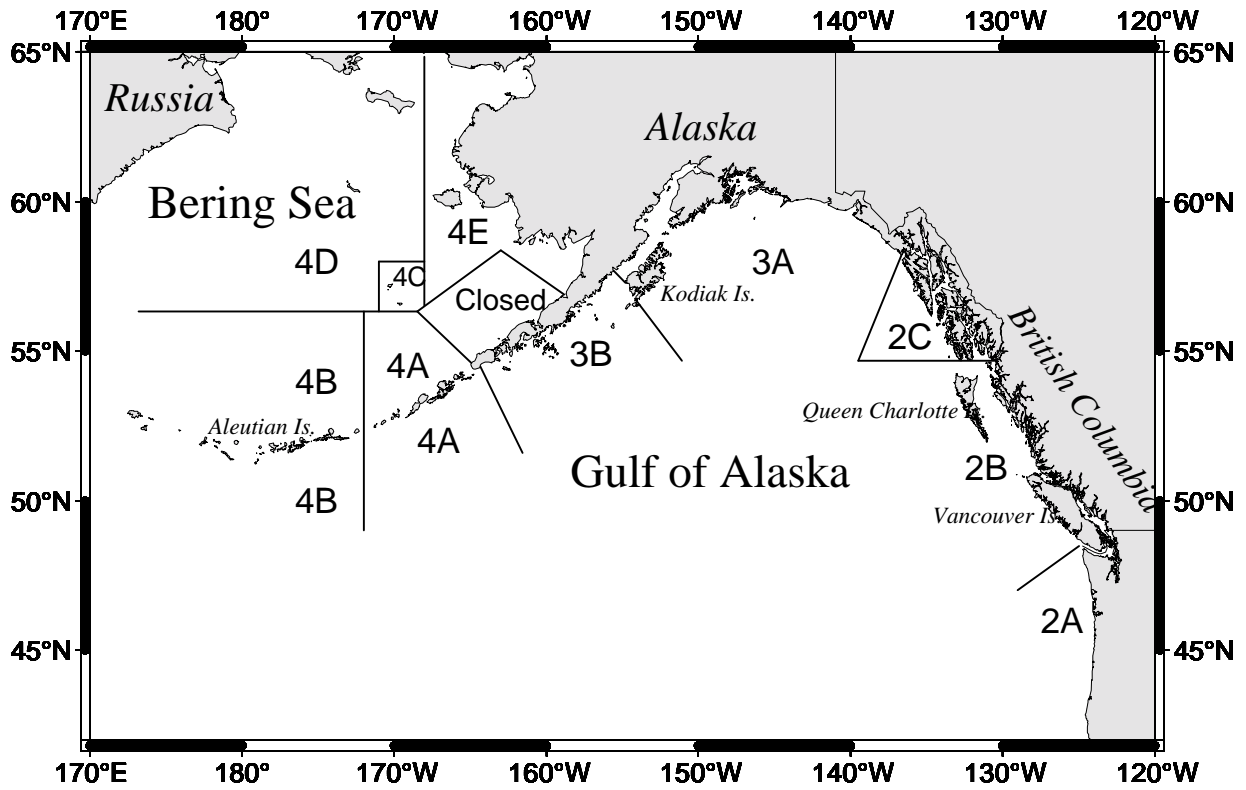 170°E 180° 170°W 160°W 150°W 140°W 130°W 120°W
65°N 65°N
Russia
Alaska
60°N Bering Sea 60°N
4E
4D 3A
4C
Closed Kodiak Is.
British Columbia
2C
55°N 3B 55°N
4A
4B
Queen Charlotte Is.
Aleutian Is.
4A
2B
Gulf of Alaska
50°N 4B 50°N
Vancouver Is.
2A
45°N 45°N
170°E 180° 170°W 160°W 150°W 140°W 130°W 120°W